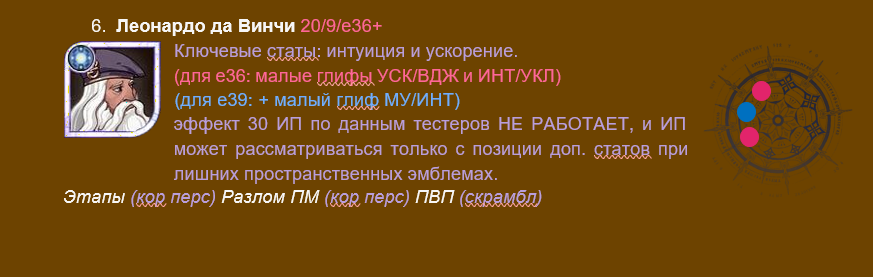 6. Леонардо да Винчи 20/9/е36+
Ключевые статы: интуиция и ускорение.
(для е36: малые глифы УСК/ВДЖ и ИНТ/УКЛ)
(для е39: + малый глиф МУ/ИНТ)
эффект 30 ИП по данным тестеров НЕ РАБОТАЕТ, и ИП
может рассматриваться только с позиции доп. статов при
лишних пространственных эмблемах.
Этапы (кор перс) Разлом ПМ (кор перс) ПВП (скрамбл)